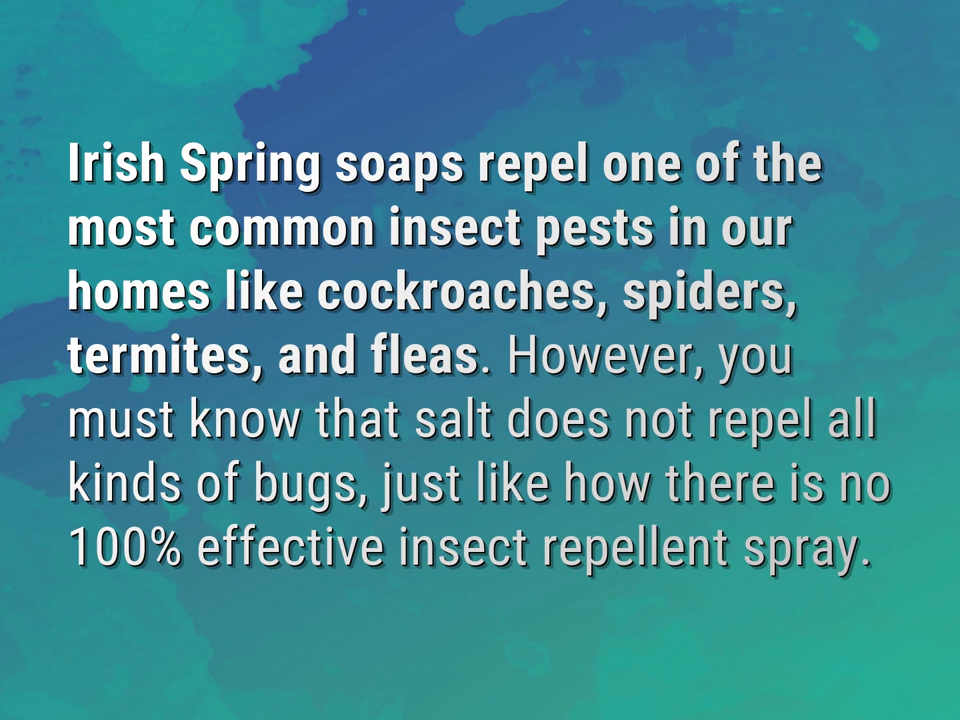 Irish Spring soaps repel one of the
most common insect pests in our
homes like cockroaches, spiders,
termites, and fleas. However, you
must know that salt does not repel all
kinds of bugs, just like how there is no
100% effective insect repellent spray.